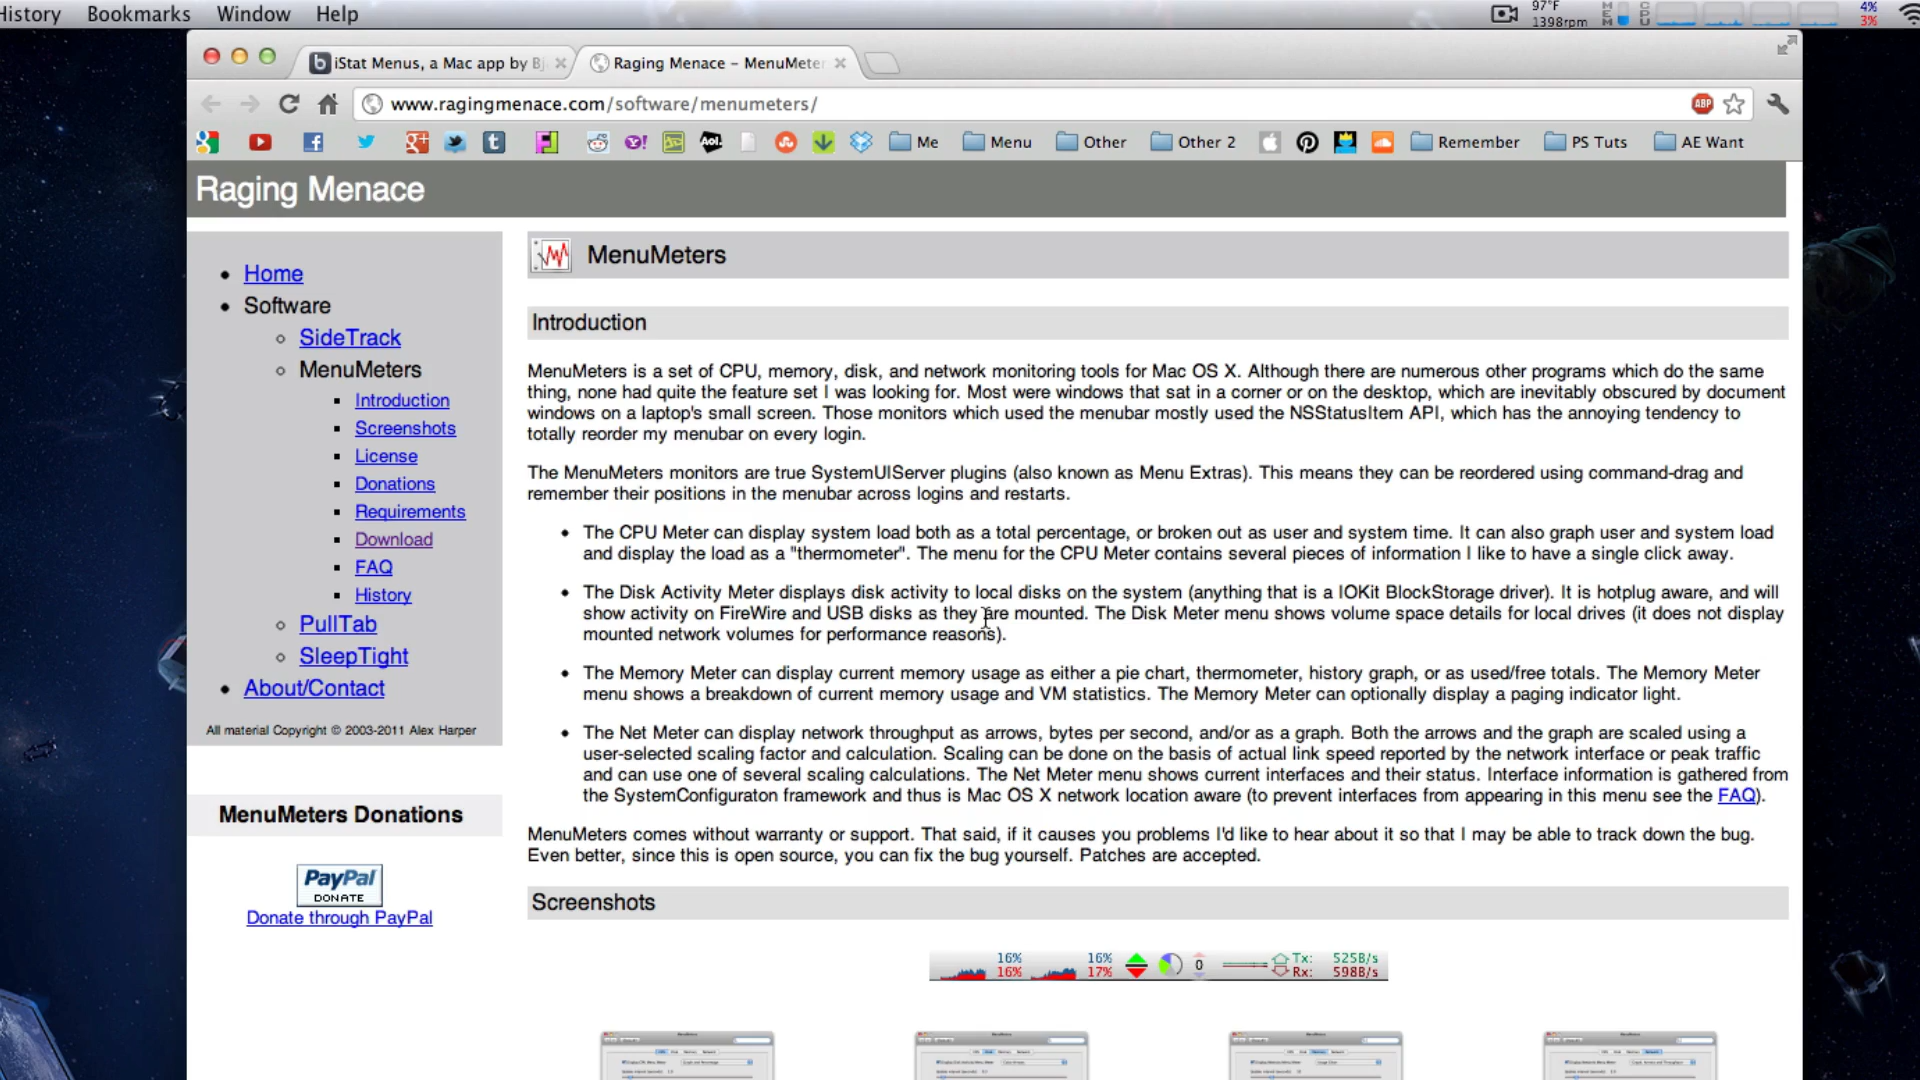 History Bookmarks Window Help
97°F
1398rpm
MEM CPU
4%
3%
iStat Menus, a Mac app by Bj
Raging Menace – MenuMeter
www.ragingmenace.com/software/menumeters/
ABP
Me Menu Other Other 2 Remember PS Tuts AE Want
Raging Menace
Home
Software
SideTrack
MenuMeters
Introduction
Screenshots
License
Donations
Requirements
Download
FAQ
History
PullTab
SleepTight
About/Contact
All material Copyright © 2003-2011 Alex Harper
MenuMeters Donations
PayPal
DONATE
Donate through PayPal
MenuMeters
Introduction
MenuMeters is a set of CPU, memory, disk, and network monitoring tools for Mac OS X. Although there are numerous other programs which do the same
thing, none had quite the feature set I was looking for. Most were windows that sat in a corner or on the desktop, which are inevitably obscured by document
windows on a laptop's small screen. Those monitors which used the menubar mostly used the NSStatusItem API, which has the annoying tendency to
totally reorder my menubar on every login.
The MenuMeters monitors are true SystemUIServer plugins (also known as Menu Extras). This means they can be reordered using command-drag and
remember their positions in the menubar across logins and restarts.
The CPU Meter can display system load both as a total percentage, or broken out as user and system time. It can also graph user and system load
and display the load as a "thermometer". The menu for the CPU Meter contains several pieces of information I like to have a single click away.
The Disk Activity Meter displays disk activity to local disks on the system (anything that is a IOKit BlockStorage driver). It is hotplug aware, and will
show activity on FireWire and USB disks as they are mounted. The Disk Meter menu shows volume space details for local drives (it does not display
mounted network volumes for performance reasons).
The Memory Meter can display current memory usage as either a pie chart, thermometer, history graph, or as used/free totals. The Memory Meter
menu shows a breakdown of current memory usage and VM statistics. The Memory Meter can optionally display a paging indicator light.
The Net Meter can display network throughput as arrows, bytes per second, and/or as a graph. Both the arrows and the graph are scaled using a
user-selected scaling factor and calculation. Scaling can be done on the basis of actual link speed reported by the network interface or peak traffic
and can use one of several scaling calculations. The Net Meter menu shows current interfaces and their status. Interface information is gathered from
the SystemConfiguraton framework and thus is Mac OS X network location aware (to prevent interfaces from appearing in this menu see the FAQ).
MenuMeters comes without warranty or support. That said, if it causes you problems I'd like to hear about it so that I may be able to track down the bug.
Even better, since this is open source, you can fix the bug yourself. Patches are accepted.
Screenshots
16% 16% Tx: 525B/s
16% 17% 0 Rx: 598B/s